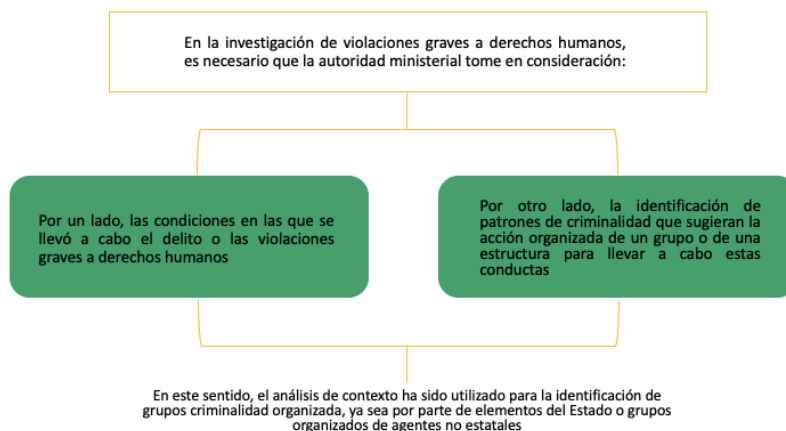 En la investigación de violaciones graves a derechos humanos,
es necesario que la autoridad ministerial tome en consideración:
Por un lado, las condiciones en las que se
llevó a cabo el delito o las violaciones
graves a derechos humanos
Por otro lado, la identificación de
patrones de criminalidad que sugieran la
acción organizada de un grupo o de una
estructura para llevar a cabo estas
conductas
En este sentido, el análisis de contexto ha sido utilizado para la identificación de
grupos criminalidad organizada, ya sea por parte de elementos del Estado o grupos
organizados de agentes no estatales